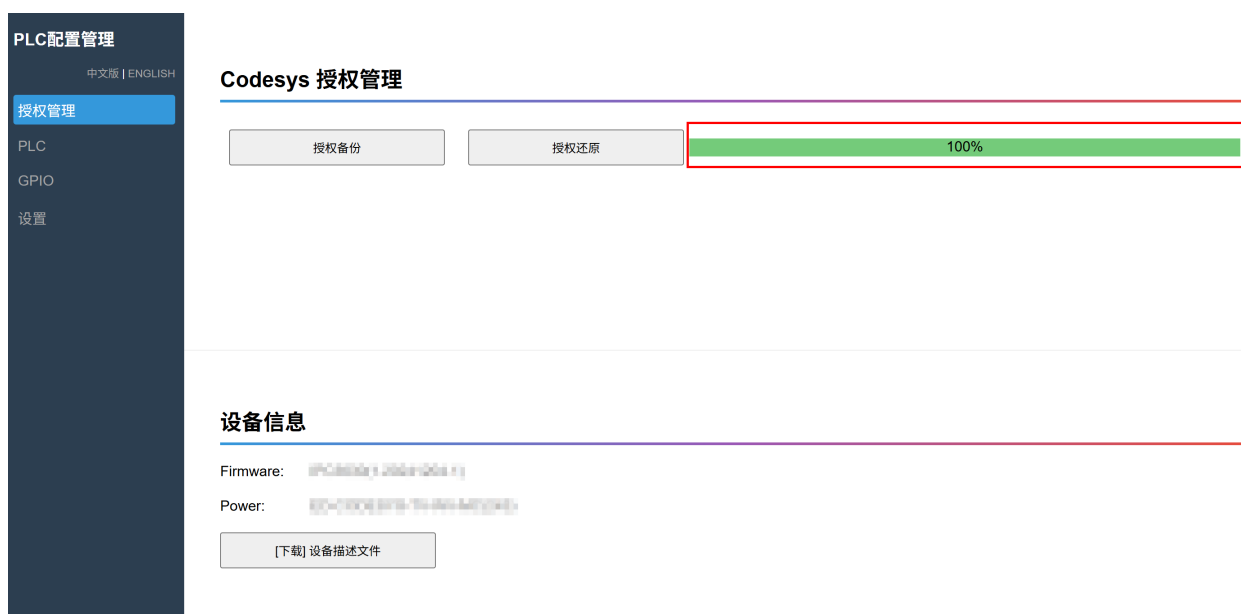 PLC配置管理
中文版 | ENGLISH
授权管理
PLC
GPIO
设置
Codesys 授权管理
授权备份
授权还原
100%
设备信息
Firmware:
Power:
[下载] 设备描述文件